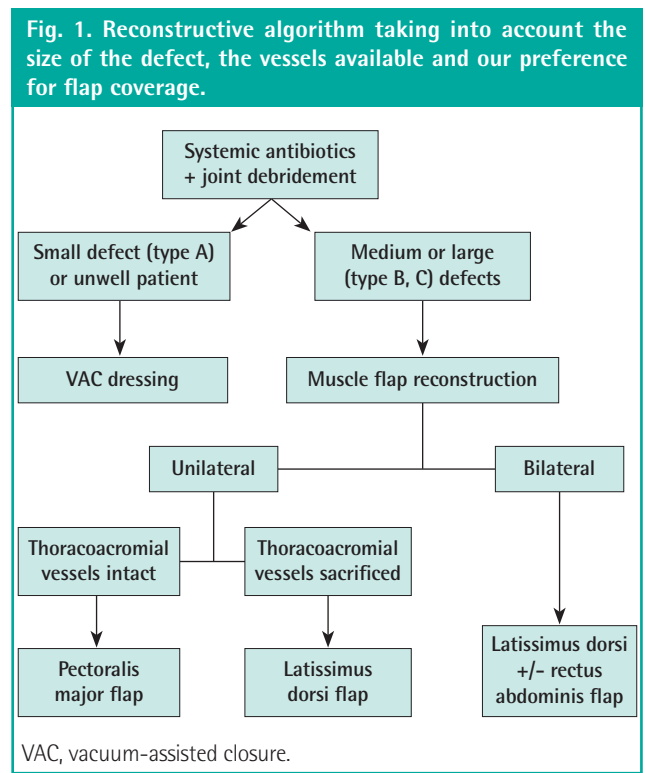 Fig. 1. Reconstructive algorithm taking into account the
size of the defect, the vessels available and our preference
for flap coverage.
Systemic antibiotics
+ joint debridement
Small defect (type A)
or unwell patient
Medium or large
(type B, C) defects
VAC dressing
Muscle flap reconstruction
Unilateral
Bilateral
Thoracoacromial
vessels intact
Thoracoacromial
vessels sacrificed
Pectoralis
major flap
Latissimus
dorsi flap
Latissimus dorsi
+/- rectus
abdominis flap
VAC, vacuum-assisted closure.